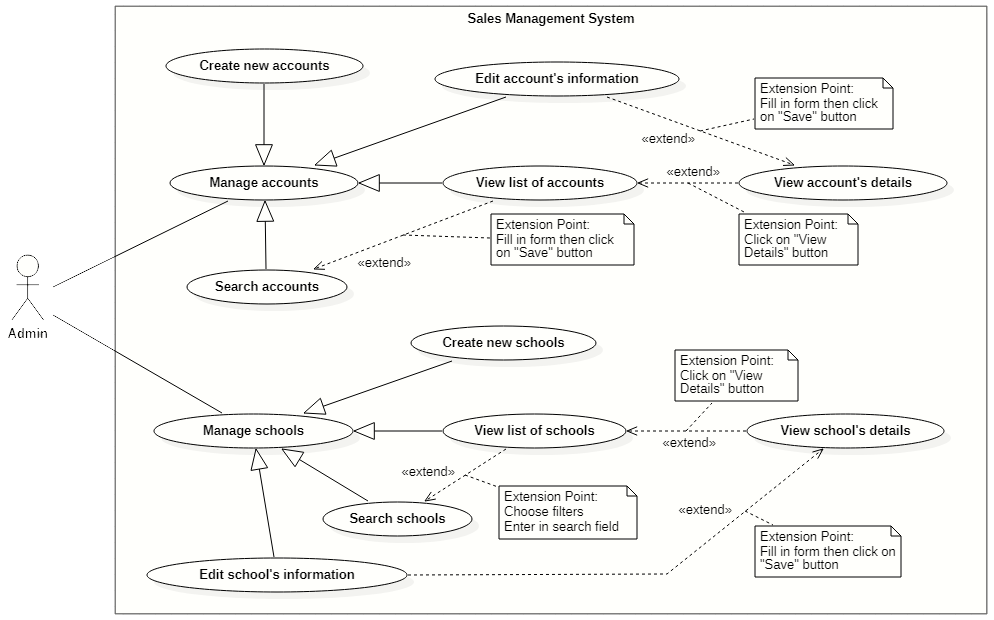 Sales Management System
Create new accounts
Edit account's information
Extension Point:
Fill in form then click
on "Save" button
«extend»
Manage accounts
View list of accounts
«extend»
View account's details
Extension Point:
Fill in form then click
on "Save" button
Extension Point:
Click on "View
Details" button
«extend»
Search accounts
Admin
Create new schools
Extension Point:
Click on "View
Details" button
Manage schools
View list of schools
«extend»
View school's details
«extend»
Extension Point:
Choose filters
Enter in search field
Search schools
«extend»
Extension Point:
Fill in form then click on
"Save" button
Edit school's information